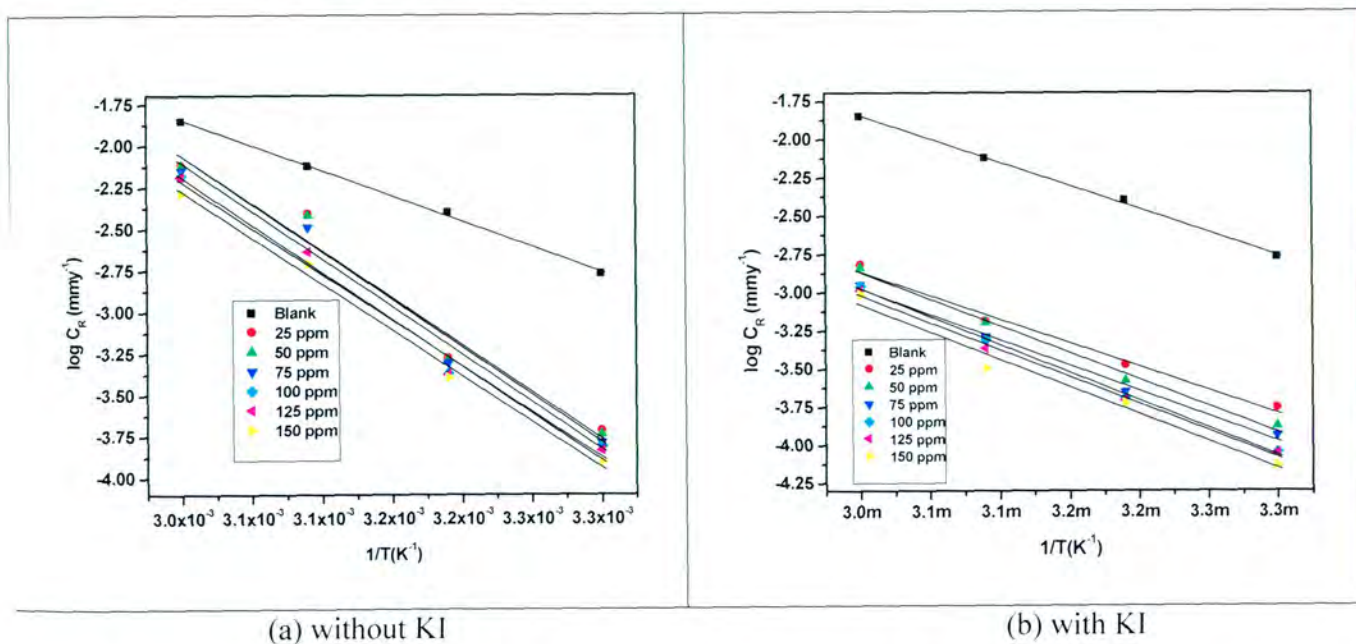 -1.75
-2.00
-2.25
-2.50
-2.75
-3.00
-3.25
-3.50
-3.75
-4.00
log C_R (mmy⁻¹)
Blank
25 ppm
50 ppm
75 ppm
100 ppm
125 ppm
150 ppm
3.0x10⁻³ 3.1x10⁻³ 3.1x10⁻³ 3.2x10⁻³ 3.2x10⁻³ 3.3x10⁻³ 3.3x10⁻³
1/T(K⁻¹)
(a) without KI
-1.75
-2.00
-2.25
-2.50
-2.75
-3.00
-3.25
-3.50
-3.75
-4.00
-4.25
log C_R (mmy⁻¹)
Blank
25 ppm
50 ppm
75 ppm
100 ppm
125 ppm
150 ppm
3.0m 3.1m 3.1m 3.2m 3.2m 3.3m 3.3m
1/T(K⁻¹)
(b) with KI